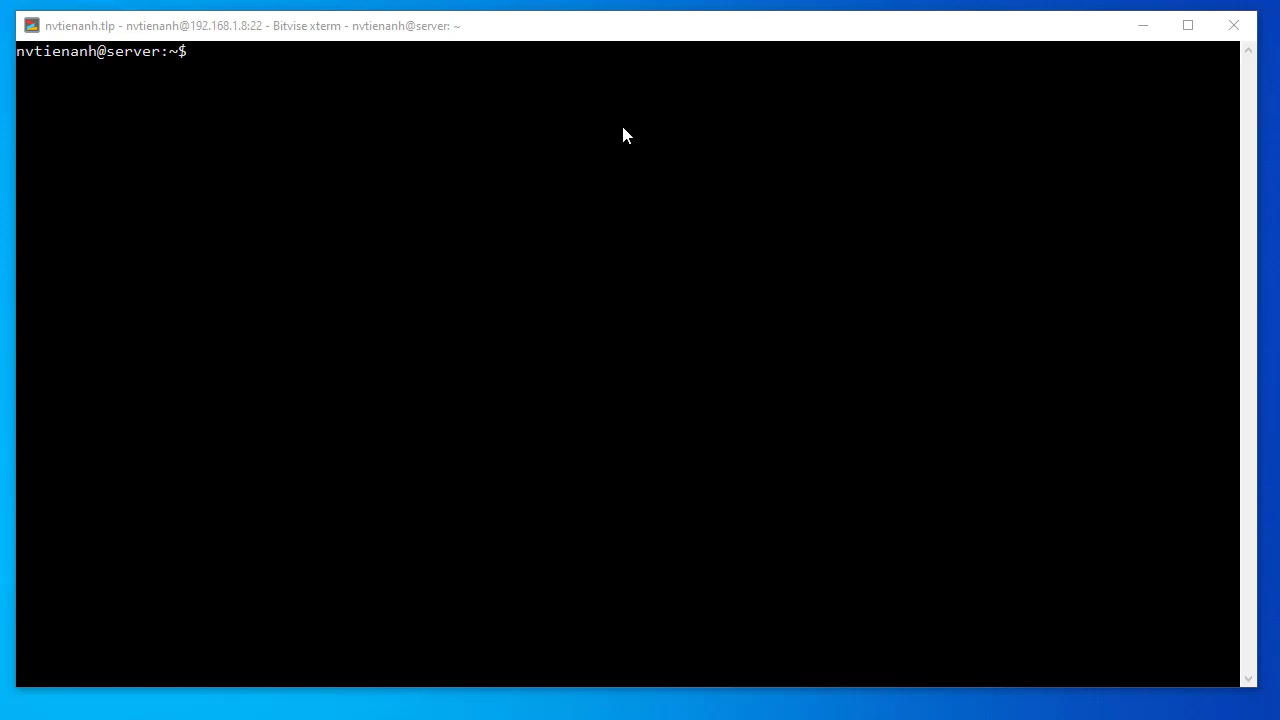 nvtienanh.tlp - nvtienanh@192.168.1.8:22 - Bitvise xterm - nvtienanh@server: ~
nvtienanh@server:~$